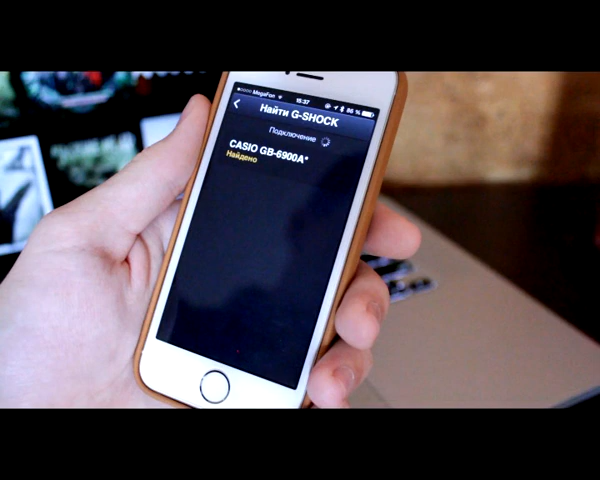 MegaFon 15:37 86 %
Найти G-SHOCK
Подключение
CASIO GB-6900A*
Найдено